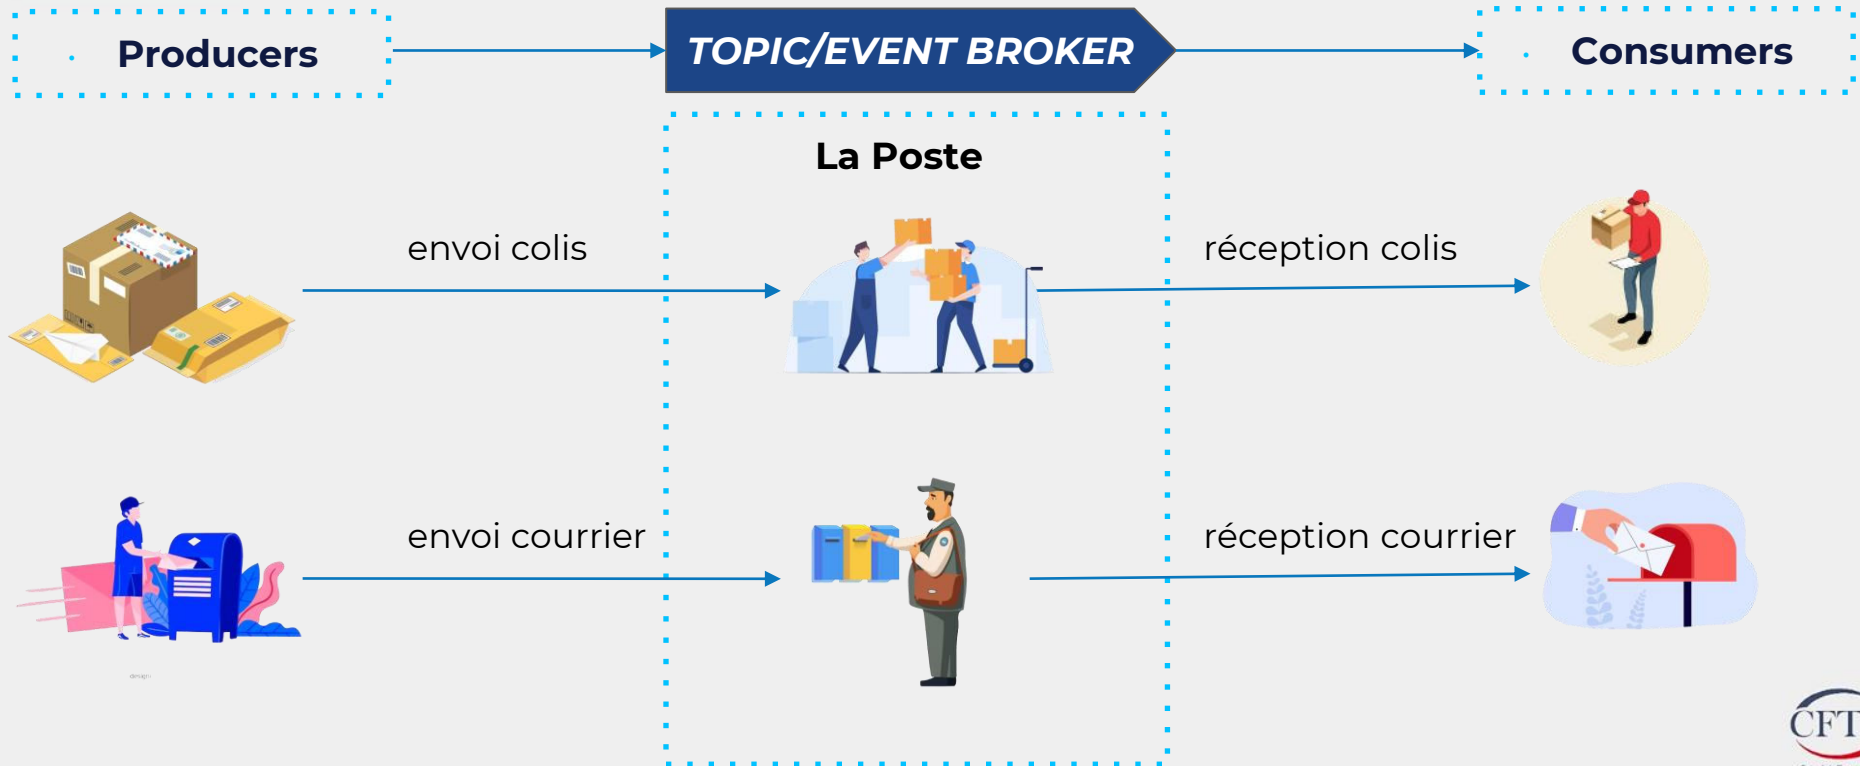 Producers
TOPIC/EVENT BROKER
Consumers
La Poste
envoi colis
réception colis
envoi courrier
réception courrier
CFT